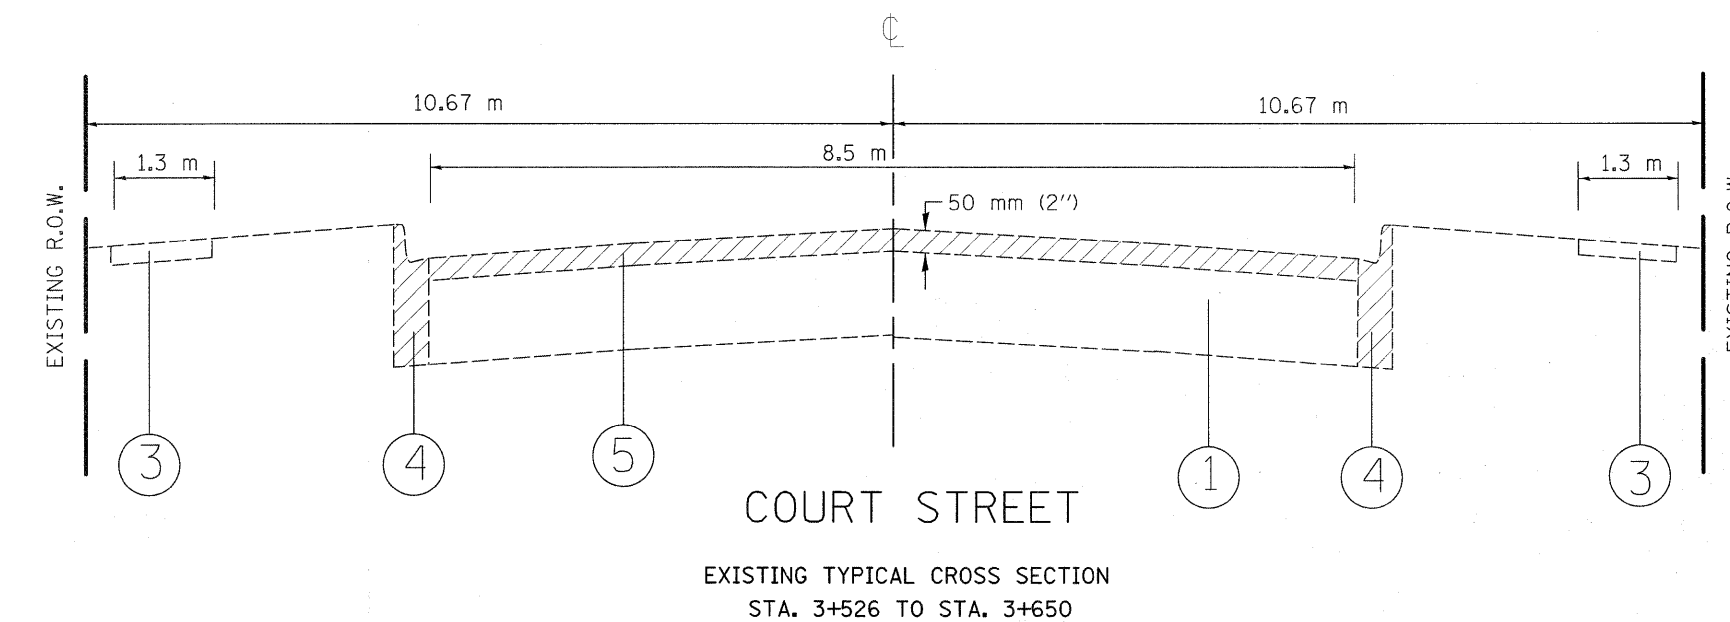 ℄
10.67 m
10.67 m
1.3 m
8.5 m
1.3 m
50 mm (2")
EXISTING R.O.W.
EXISTING R.O.W.
3
4
5
1
4
3
COURT STREET
EXISTING TYPICAL CROSS SECTION
STA. 3+526 TO STA. 3+650